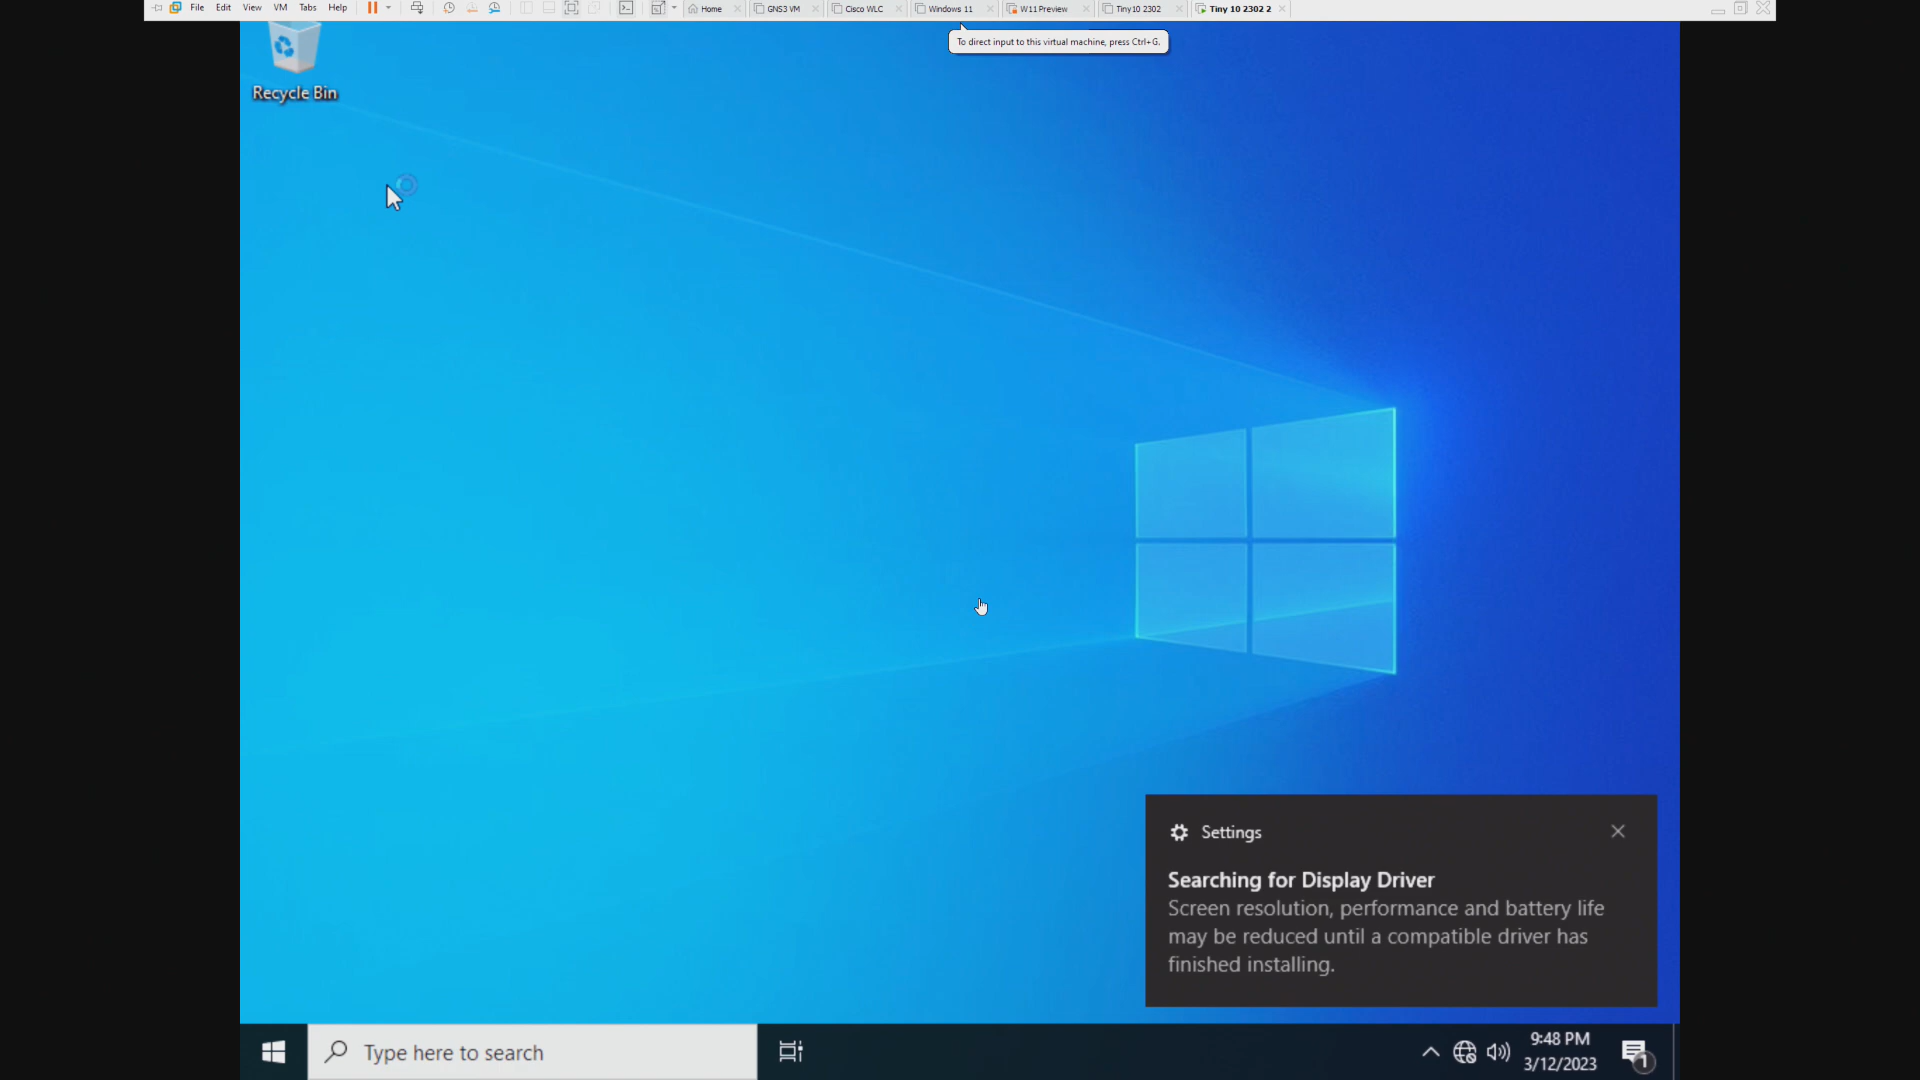 File Edit View VM Tabs Help Home GNS3 VM Cisco WLC Windows 11 W11 Preview Tiny10 2302 Tiny 10 2302 2
To direct input to this virtual machine, press Ctrl+G.
Recycle Bin
Settings
Searching for Display Driver
Screen resolution, performance and battery life
may be reduced until a compatible driver has
finished installing.
Type here to search
9:48 PM
3/12/2023
1